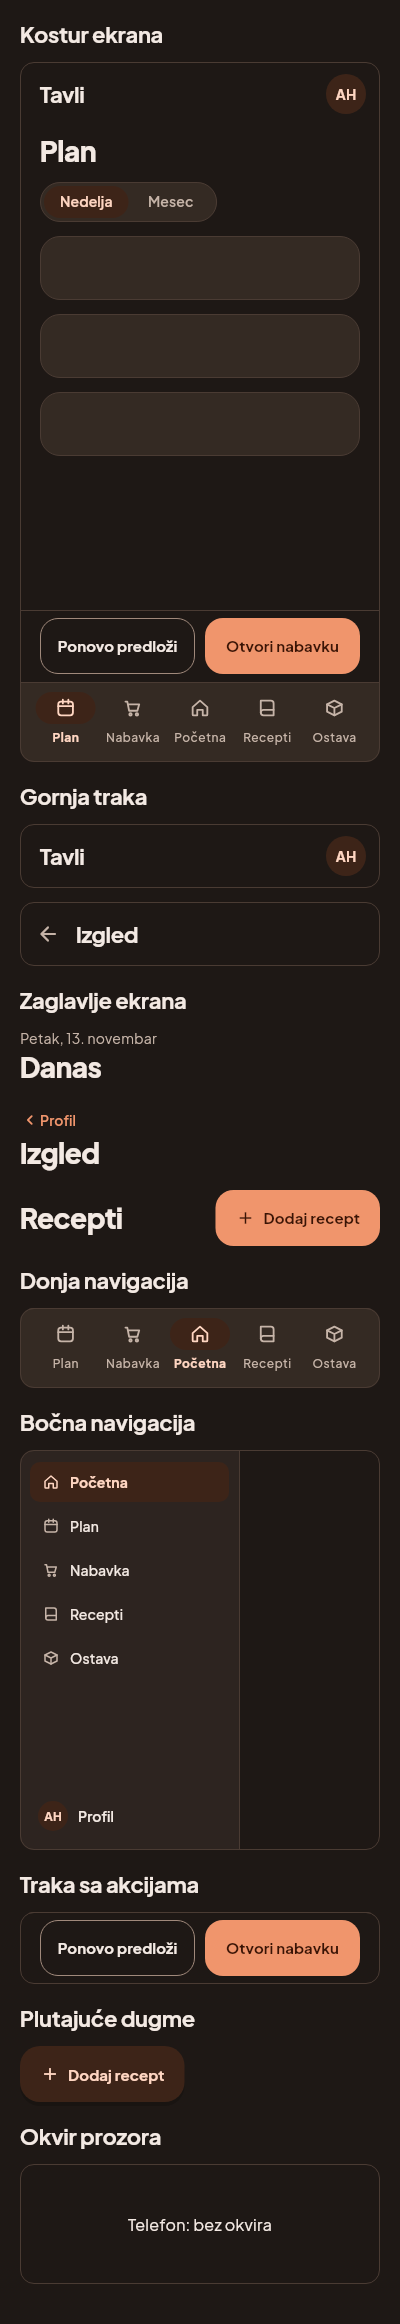 Kostur ekrana
Tavli
AH
Plan
Nedelja Mesec
Ponovo predloži Otvori nabavku
Plan Nabavka Početna Recepti Ostava
Gornja traka
Tavli
AH
Izgled
Zaglavlje ekrana
Petak, 13. novembar
Danas
Profil
Izgled
Recepti
Dodaj recept
Donja navigacija
Plan Nabavka Početna Recepti Ostava
Bočna navigacija
Početna
Plan
Nabavka
Recepti
Ostava
AH Profil
Traka sa akcijama
Ponovo predloži Otvori nabavku
Plutajuće dugme
Dodaj recept
Okvir prozora
Telefon: bez okvira